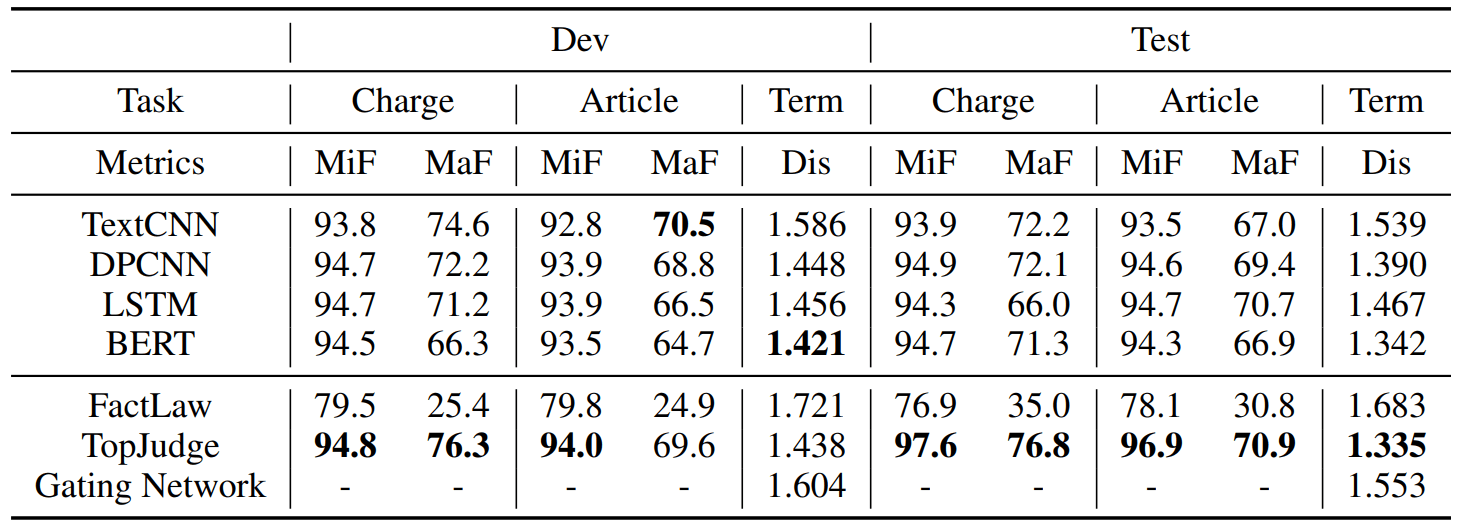 Dev Test
Task Charge Article Term Charge Article Term
Metrics MiF MaF MiF MaF Dis MiF MaF MiF MaF Dis
TextCNN 93.8 74.6 92.8 70.5 1.586 93.9 72.2 93.5 67.0 1.539
DPCNN 94.7 72.2 93.9 68.8 1.448 94.9 72.1 94.6 69.4 1.390
LSTM 94.7 71.2 93.9 66.5 1.456 94.3 66.0 94.7 70.7 1.467
BERT 94.5 66.3 93.5 64.7 1.421 94.7 71.3 94.3 66.9 1.342
FactLaw 79.5 25.4 79.8 24.9 1.721 76.9 35.0 78.1 30.8 1.683
TopJudge 94.8 76.3 94.0 69.6 1.438 97.6 76.8 96.9 70.9 1.335
Gating Network - - - - 1.604 - - - - 1.553